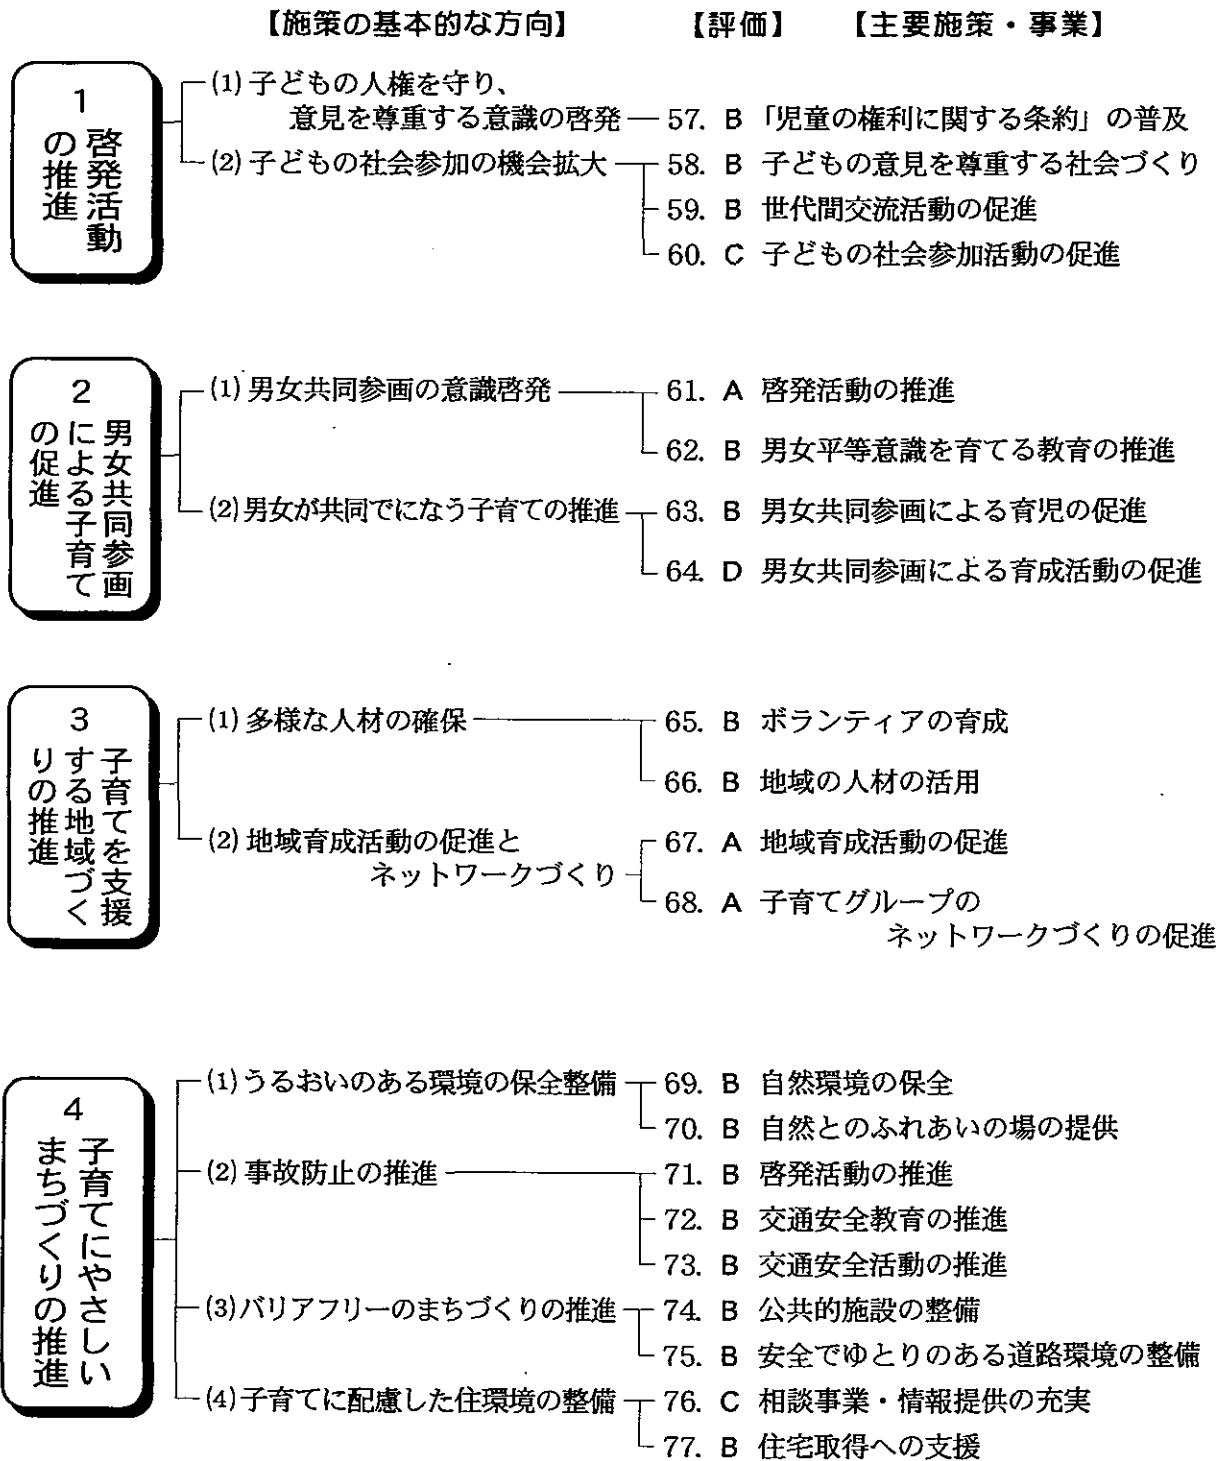 【施策の基本的な方向】 【評価】 【主要施策・事業】
1
啓発活動
の推進
(1) 子どもの人権を守り、
意見を尊重する意識の啓発 57. B 「児童の権利に関する条約」の普及
(2) 子どもの社会参加の機会拡大 58. B 子どもの意見を尊重する社会づくり
59. B 世代間交流活動の促進
60. C 子どもの社会参加活動の促進
2
男女共同参画
による子育て
の促進
(1) 男女共同参画の意識啓発 61. A 啓発活動の推進
62. B 男女平等意識を育てる教育の推進
(2) 男女が共同でになう子育ての推進 63. B 男女共同参画による育児の促進
64. D 男女共同参画による育成活動の促進
3
子育てを支援
する地域づく
りの推進
(1) 多様な人材の確保 65. B ボランティアの育成
66. B 地域の人材の活用
(2) 地域育成活動の促進と 67. A 地域育成活動の促進
ネットワークづくり
68. A 子育てグループの
ネットワークづくりの促進
4
子育てにやさしい
まちづくりの推進
(1) うるおいのある環境の保全整備 69. B 自然環境の保全
70. B 自然とのふれあいの場の提供
(2) 事故防止の推進 71. B 啓発活動の推進
72. B 交通安全教育の推進
73. B 交通安全活動の推進
(3) バリアフリーのまちづくりの推進 74. B 公共的施設の整備
75. B 安全でゆとりのある道路環境の整備
(4) 子育てに配慮した住環境の整備 76. C 相談事業・情報提供の充実
77. B 住宅取得への支援